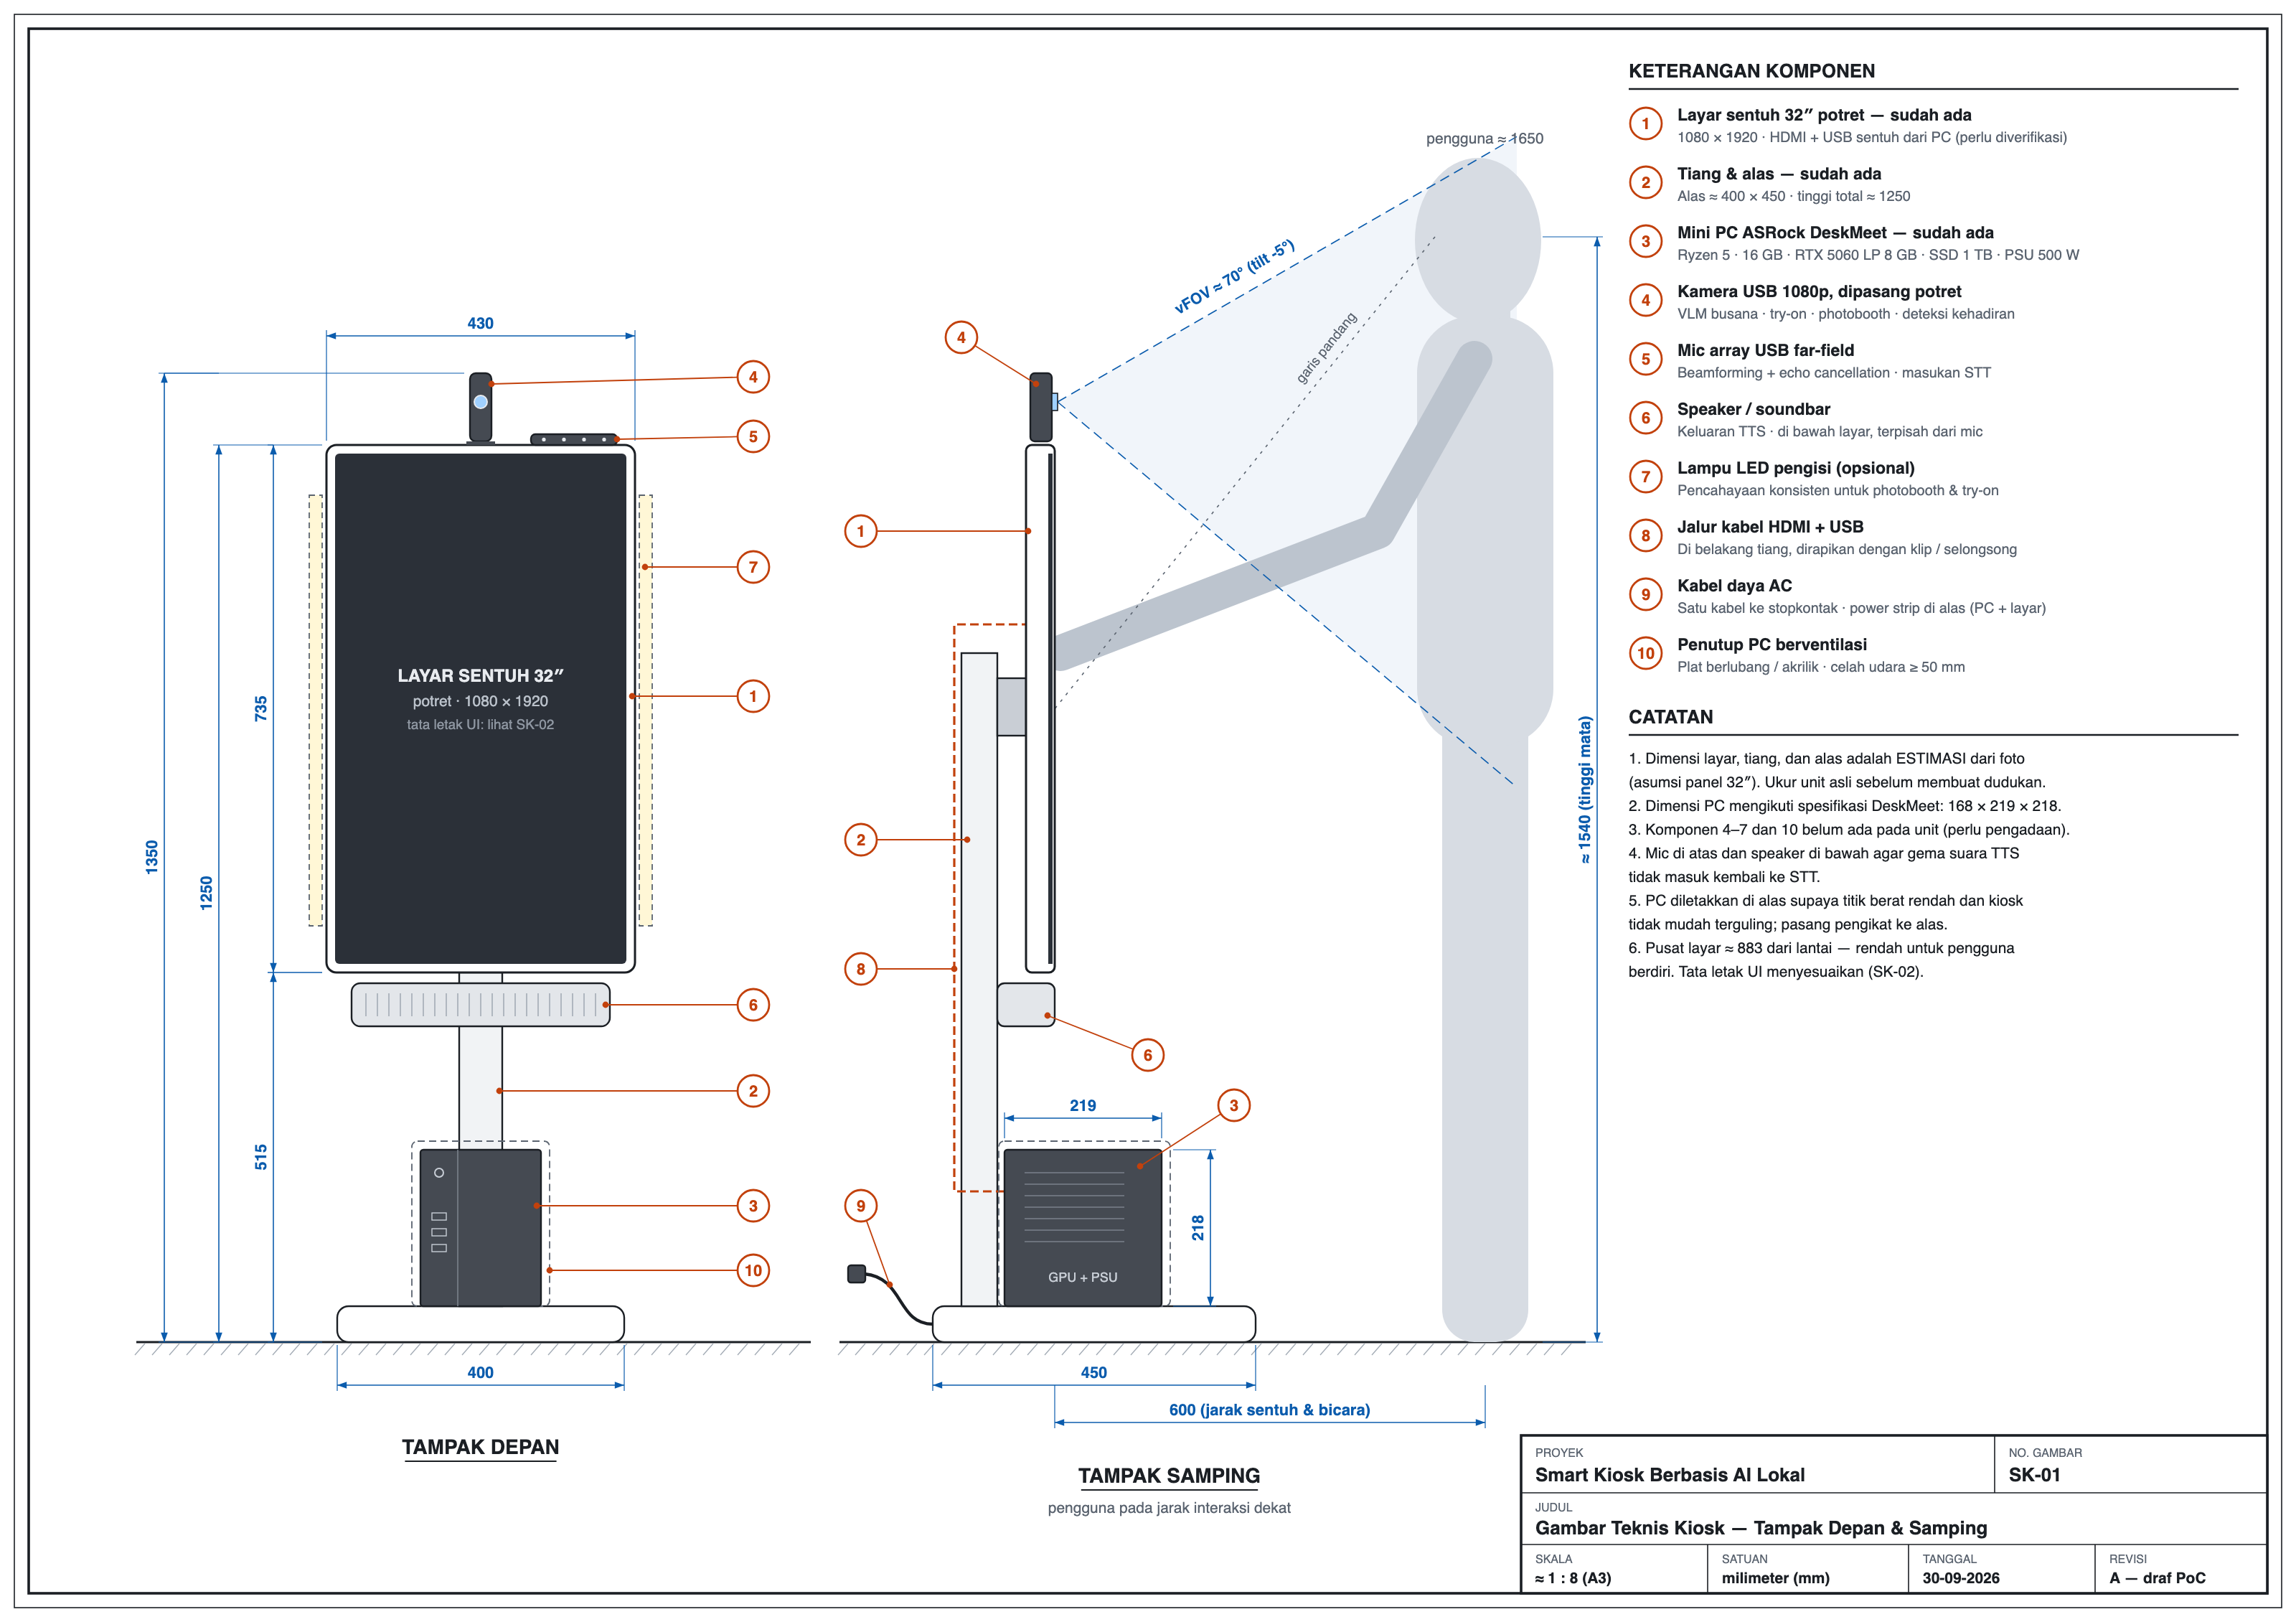 KETERANGAN KOMPONEN
1
Layar sentuh 32″ potret — sudah ada
1080 × 1920 · HDMI + USB sentuh dari PC (perlu diverifikasi)
2
Tiang & alas — sudah ada
Alas ≈ 400 × 450 · tinggi total ≈ 1250
3
Mini PC ASRock DeskMeet — sudah ada
Ryzen 5 · 16 GB · RTX 5060 LP 8 GB · SSD 1 TB · PSU 500 W
4
Kamera USB 1080p, dipasang potret
VLM busana · try-on · photobooth · deteksi kehadiran
5
Mic array USB far-field
Beamforming + echo cancellation · masukan STT
6
Speaker / soundbar
Keluaran TTS · di bawah layar, terpisah dari mic
7
Lampu LED pengisi (opsional)
Pencahayaan konsisten untuk photobooth & try-on
8
Jalur kabel HDMI + USB
Di belakang tiang, dirapikan dengan klip / selongsong
9
Kabel daya AC
Satu kabel ke stopkontak · power strip di alas (PC + layar)
10
Penutup PC berventilasi
Plat berlubang / akrilik · celah udara ≥ 50 mm
CATATAN
1. Dimensi layar, tiang, dan alas adalah ESTIMASI dari foto
(asumsi panel 32″). Ukur unit asli sebelum membuat dudukan.
2. Dimensi PC mengikuti spesifikasi DeskMeet: 168 × 219 × 218.
3. Komponen 4–7 dan 10 belum ada pada unit (perlu pengadaan).
4. Mic di atas dan speaker di bawah agar gema suara TTS
tidak masuk kembali ke STT.
5. PC diletakkan di alas supaya titik berat rendah dan kiosk
tidak mudah terguling; pasang pengikat ke alas.
6. Pusat layar ≈ 883 dari lantai — rendah untuk pengguna
berdiri. Tata letak UI menyesuaikan (SK-02).
430
4
5
7
LAYAR SENTUH 32″
potret · 1080 × 1920
tata letak UI: lihat SK-02
1
735
1350
1250
6
2
515
3
10
400
TAMPAK DEPAN
pengguna ≈ 1650
vFOV ≈ 70° (tilt -5°)
garis pandang
4
1
2
≈ 1540 (tinggi mata)
8
6
219
3
9
218
GPU + PSU
450
600 (jarak sentuh & bicara)
TAMPAK SAMPING
pengguna pada jarak interaksi dekat
PROYEK
Smart Kiosk Berbasis AI Lokal
NO. GAMBAR
SK-01
JUDUL
Gambar Teknis Kiosk — Tampak Depan & Samping
SKALA
≈ 1 : 8 (A3)
SATUAN
milimeter (mm)
TANGGAL
30-09-2026
REVISI
A — draf PoC